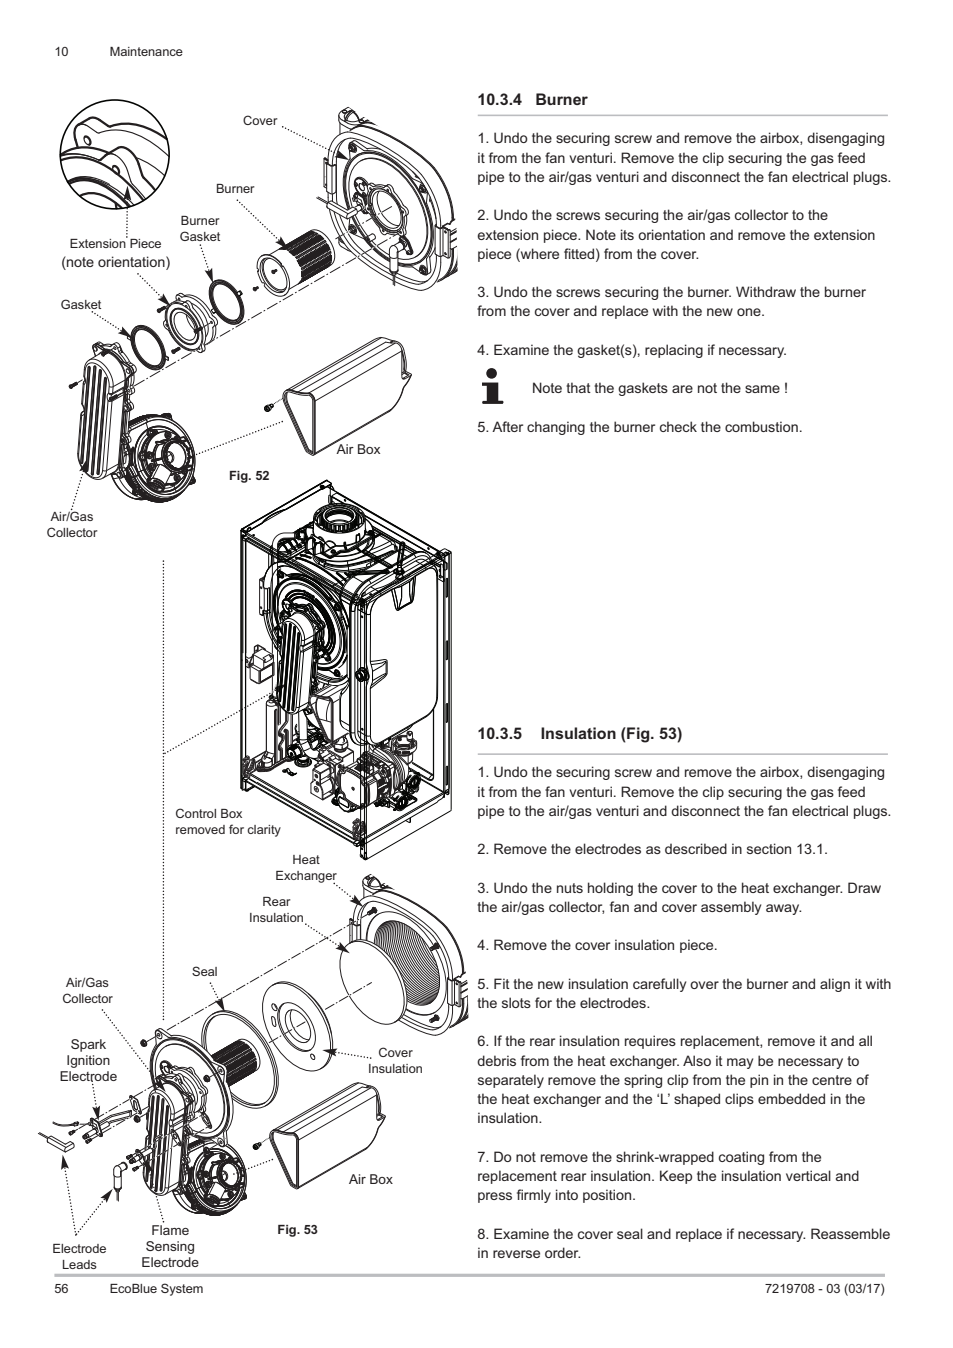 10 Maintenance
Cover
Burner
Burner
Gasket
Extension Piece
(note orientation)
Gasket
Air Box
Fig. 52
Air/Gas
Collector
Control Box
removed for clarity
Heat
Exchanger
Rear
Insulation
Seal
Air/Gas
Collector
Spark
Ignition
Electrode
Cover
Insulation
Air Box
Flame
Sensing
Electrode
Fig. 53
Electrode
Leads
10.3.4 Burner
1. Undo the securing screw and remove the airbox, disengaging
it from the fan venturi. Remove the clip securing the gas feed
pipe to the air/gas venturi and disconnect the fan electrical plugs.
2. Undo the screws securing the air/gas collector to the
extension piece. Note its orientation and remove the extension
piece (where fitted) from the cover.
3. Undo the screws securing the burner. Withdraw the burner
from the cover and replace with the new one.
4. Examine the gasket(s), replacing if necessary.
Note that the gaskets are not the same !
5. After changing the burner check the combustion.
10.3.5 Insulation (Fig. 53)
1. Undo the securing screw and remove the airbox, disengaging
it from the fan venturi. Remove the clip securing the gas feed
pipe to the air/gas venturi and disconnect the fan electrical plugs.
2. Remove the electrodes as described in section 13.1.
3. Undo the nuts holding the cover to the heat exchanger. Draw
the air/gas collector, fan and cover assembly away.
4. Remove the cover insulation piece.
5. Fit the new insulation carefully over the burner and align it with
the slots for the electrodes.
6. If the rear insulation requires replacement, remove it and all
debris from the heat exchanger. Also it may be necessary to
separately remove the spring clip from the pin in the centre of
the heat exchanger and the ‘L’ shaped clips embedded in the
insulation.
7. Do not remove the shrink-wrapped coating from the
replacement rear insulation. Keep the insulation vertical and
press firmly into position.
8. Examine the cover seal and replace if necessary. Reassemble
in reverse order.
56 EcoBlue System 7219708 - 03 (03/17)